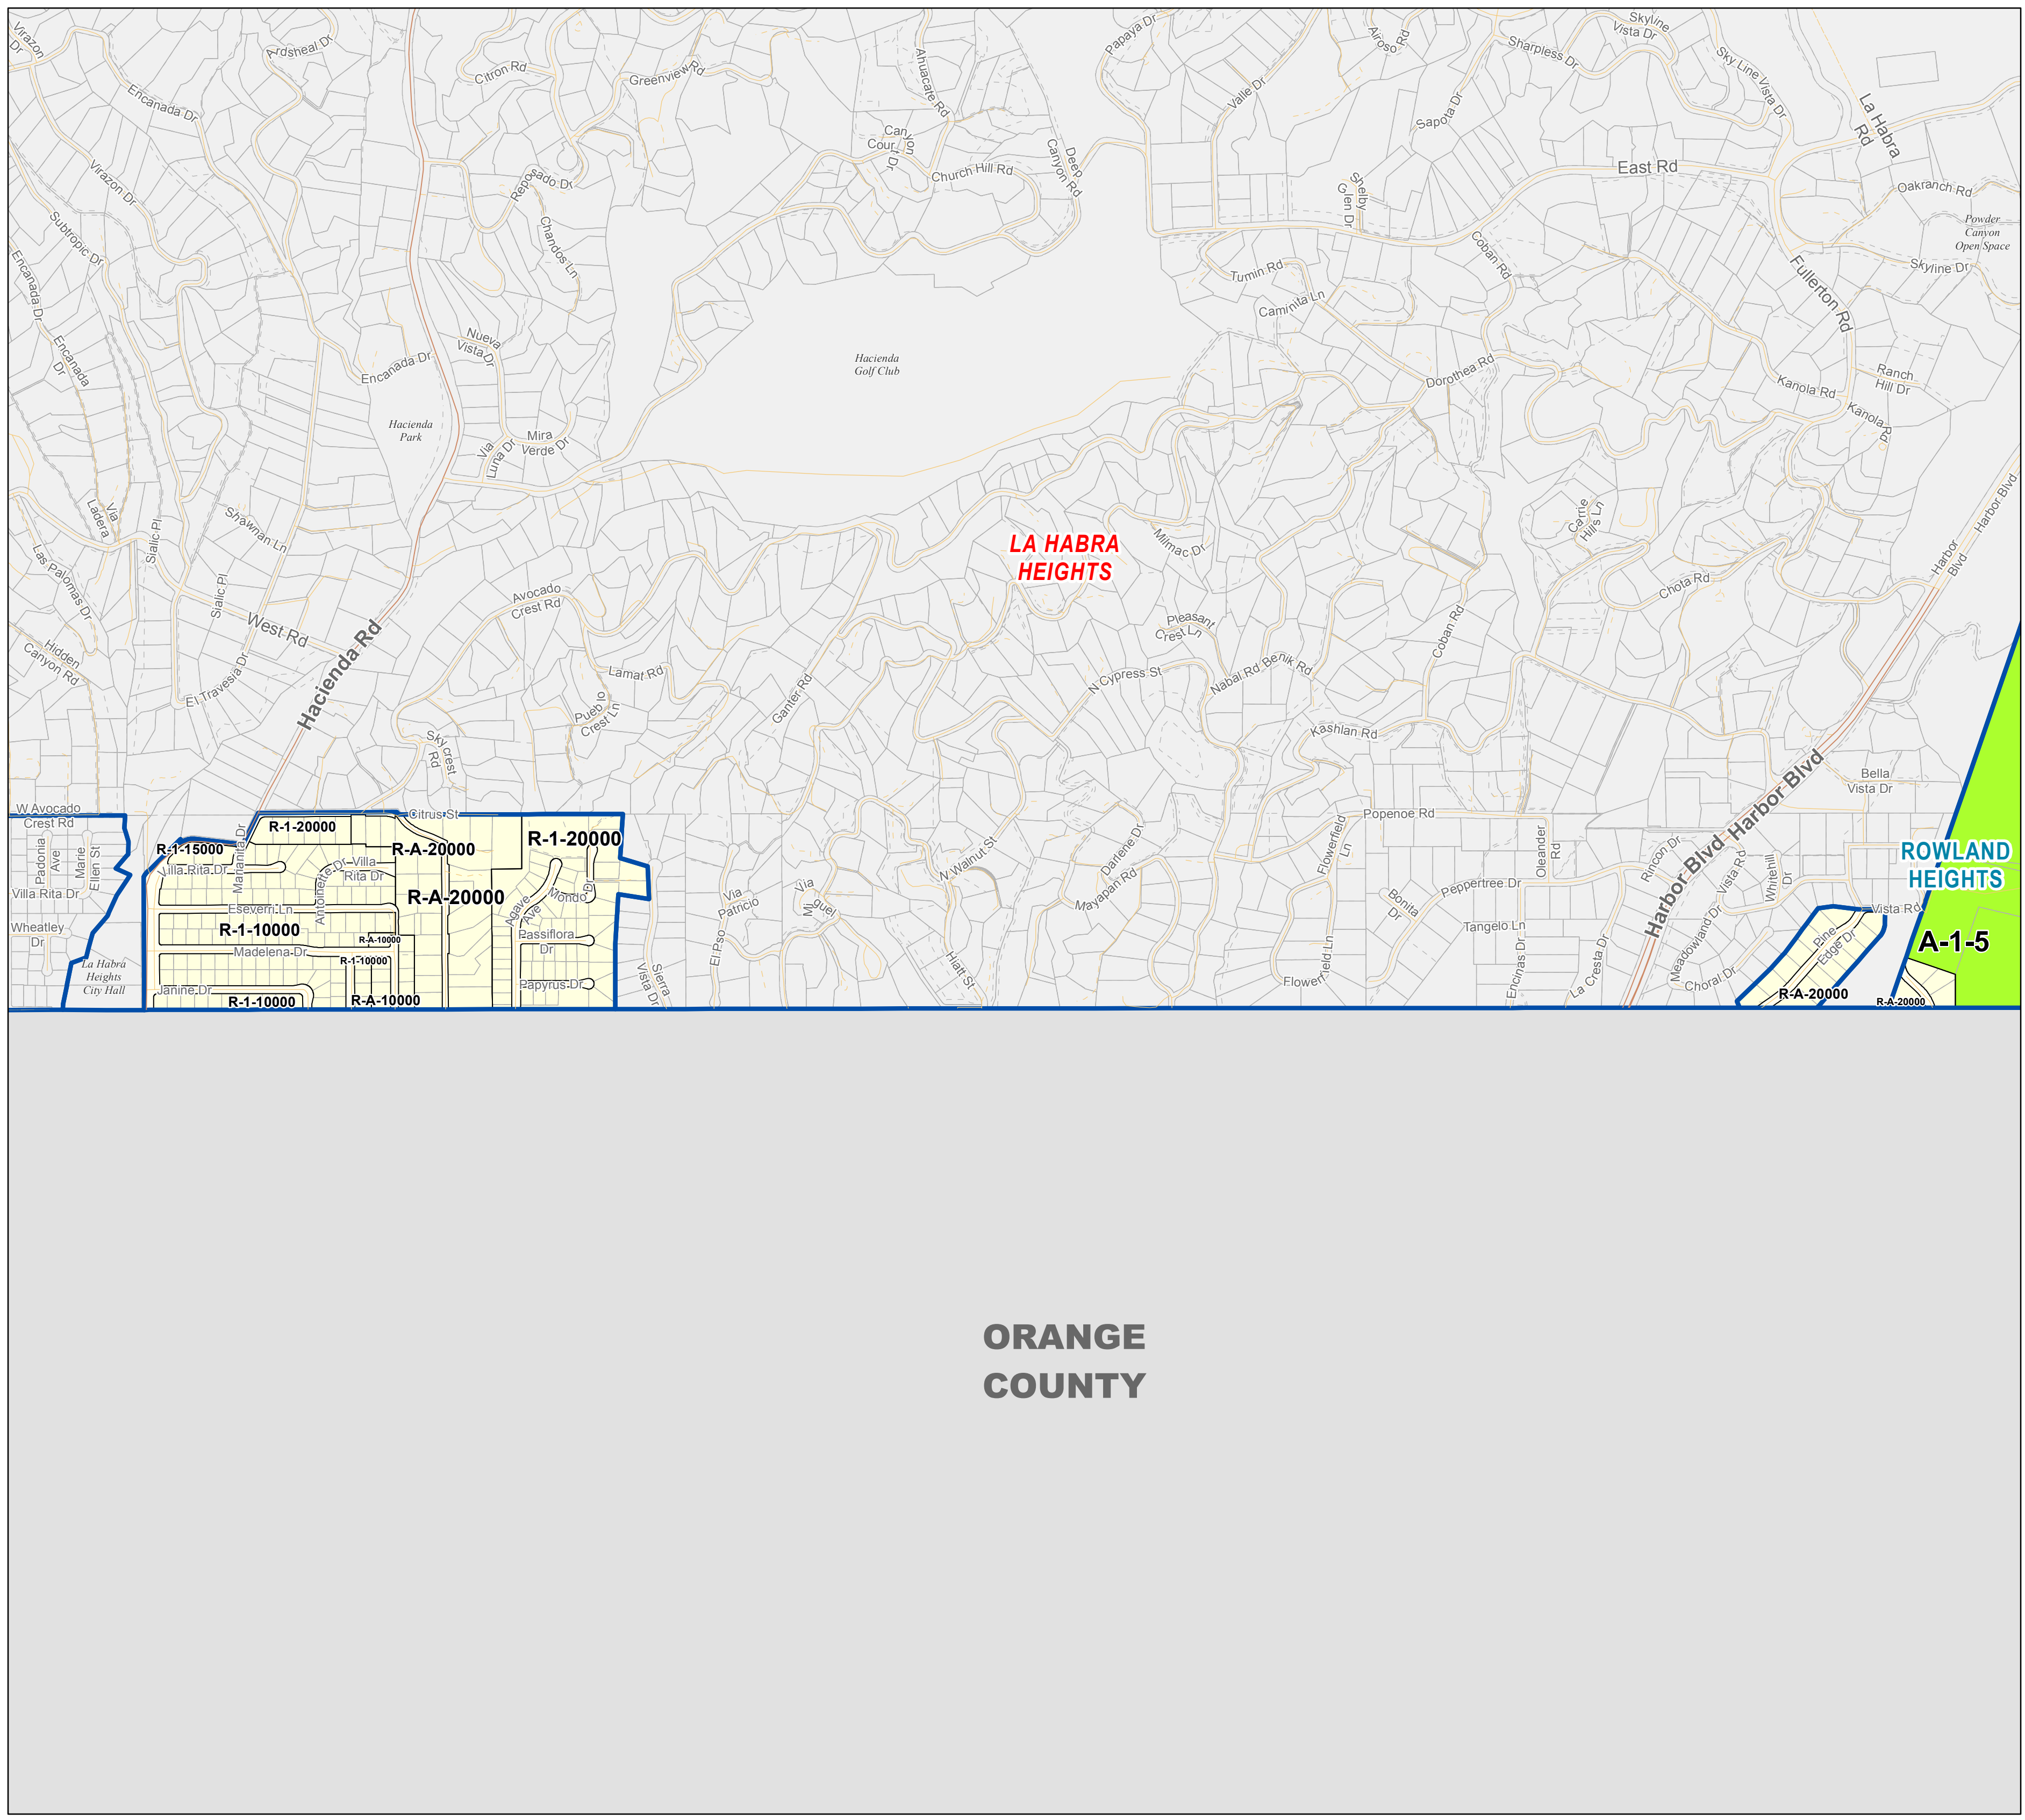 Virazon
Dr
Ardsheal Dr
Citron Rd
Greenview Rd
Ahuacate Rd
Papaya Dr
Airoso
Rd
Skyline
Vista Dr
Sharpless Dr
Sky Line Vista Dr
Encanada Dr
Valle Dr
Sapota Dr
La Habra
Rd
Canyon
Court Dr
Deep
Canyon Rd
Church Hill Rd
East Rd
Virazon Dr
Reposado Dr
Shelby
Glen Dr
Oakranch Rd
Powder
Canyon
Open Space
Subtropic Dr
Chandos Ln
Coban Rd
Tumin Rd
Skyline Dr
Encanada Dr
Caminita Ln
Fullerton Rd
Nueva
Vista Dr
Encanada
Dr
Encanada Dr
Hacienda
Golf Club
Dorothea Rd
Ranch
Hill Dr
Kanola Rd
Kanola Rd
Hacienda
Park
Mira
Verde Dr
Via
Luna Dr
Via
Ladera
Shawnan Ln
Sialic Pl
Carrie
Hills Ln
Harbor Blvd
LA HABRA
HEIGHTS
Milmac Dr
Harbor
Blvd
Las Palomas Dr
Sialic Pl
Avocado
Crest Rd
Chota Rd
West Rd
Hacienda Rd
Pleasant
Crest Ln
Coban Rd
Hidden
Canyon Rd
El Travesia Dr
Lamat Rd
Ganter Rd
N Cypress St
Nabal Rd
Benik Rd
Pueblo
Crest Ln
Skycrest
Rd
Kashlan Rd
Harbor Blvd
Bella
Vista Dr
W Avocado
Crest Rd
Citrus St
Popenoe Rd
R-1-20000
R-1-20000
R-1-15000
R-A-20000
Mananita Dr
Padonia
Ave
Marie
Ellen St
Villa Rita Dr
Villa
Rita Dr
Antoinette Dr
N Walnut St
Darlene Dr
Flowerfield
Ln
Oleander
Rd
Rincon Dr
Harbor Blvd
Vista Rd
Whitehill
Dr
ROWLAND
HEIGHTS
Villa Rita Dr
R-A-20000
Mondo
Dr
Agave
Ave
Via
Patricio
Via
Miguel
Mayapan Rd
Bonita
Dr
Peppertree Dr
Eseverri Ln
Vista Rd
Wheatley
Dr
R-1-10000
R-A-10000
Passiflora
Dr
Tangelo Ln
Meadowland Dr
Pine
Edge Dr
A-1-5
Madelena Dr
R-1-10000
La Habra
Heights
City Hall
El Pso
Sierra
Vista Dr
Hiatt St
Flowerfield Ln
Encinas Dr
La Cresta Dr
Choral Dr
Janine Dr
R-1-10000
R-A-10000
Papyrus Dr
R-A-20000
R-A-20000
ORANGE
COUNTY